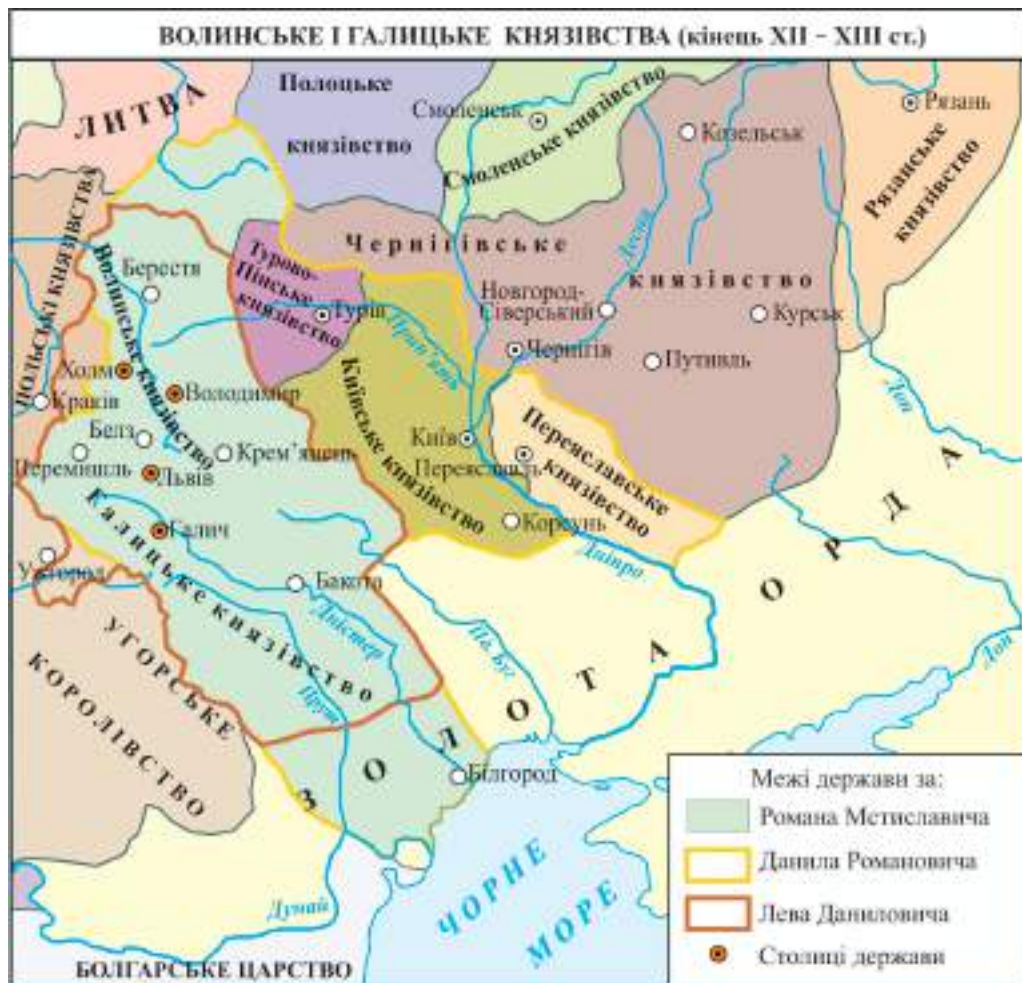 ВОЛИНСЬКЕ І ГАЛИЦЬКЕ КНЯЗІВСТВА (кінець XII – XIII ст.)
ЛИТВА
Полоцьке
князівство
Смоленськ
Смоленське князівство
Козельськ
Рязань
Рязанське
князівство
ПОЛЬСЬКІ КНЯЗІВСТВА
Волинське князівство
Берестя
Турово-
Пінське
князівство
Турів
Чернігівське
князівство
Десна
Новгород-
Сіверський
Курськ
Чернігів
Путивль
Прип'ять
Холм
Володимир
Краків
Белз
Перемишль
Крем'янець
Львів
Київське князівство
Київ
Переяславль
Переяславське
князівство
Корсунь
Дніпро
Дон
Галич
Галицьке князівство
Ужгород
Бакота
Дністер
Пд. Буг
Прут
УГОРСЬКЕ
КОРОЛІВСТВО
ЗОЛОТА ОРДА
Дон
Білгород
Дунай
ЧОРНЕ
МОРЕ
БОЛГАРСЬКЕ ЦАРСТВО
Межі держави за:
Романа Мстиславича
Данила Романовича
Лева Даниловича
Столиці держави